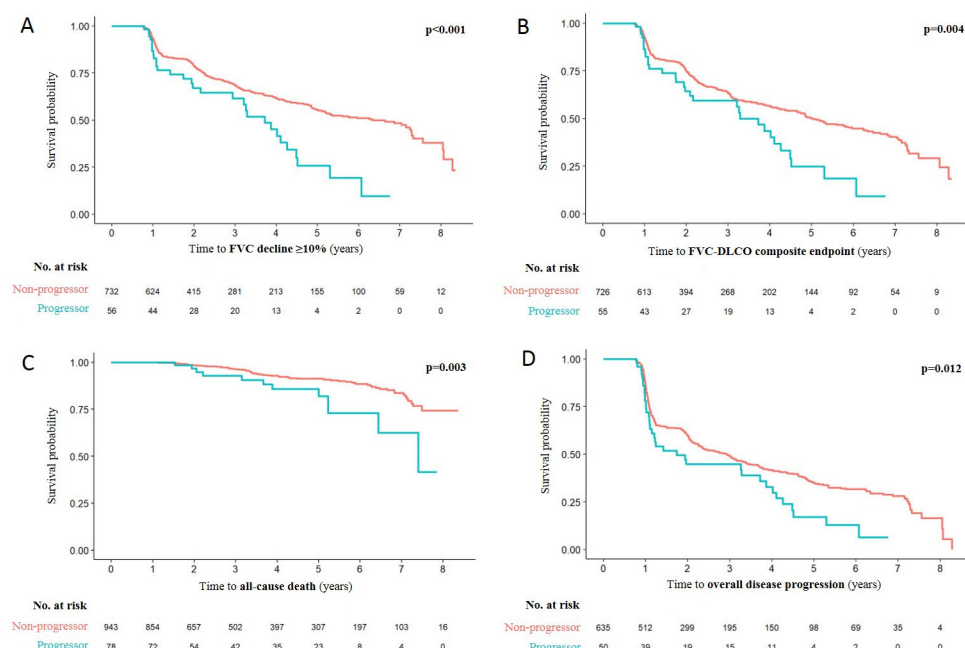 A
p<0.001
Survival probability
1.00
0.75
0.50
0.25
0.00
0 1 2 3 4 5 6 7 8
Time to FVC decline ≥10% (years)
No. at risk
Non-progressor 732 624 415 281 213 155 100 59 12
Progressor 56 44 28 20 13 4 2 0 0
B
p=0.004
Survival probability
1.00
0.75
0.50
0.25
0.00
0 1 2 3 4 5 6 7 8
Time to FVC-DLCO composite endpoint (years)
No. at risk
Non-progressor 726 613 394 268 202 144 92 54 9
Progressor 55 43 27 19 13 4 2 0 0
C
p=0.003
Survival probability
1.00
0.75
0.50
0.25
0.00
0 1 2 3 4 5 6 7 8
Time to all-cause death (years)
No. at risk
Non-progressor 943 854 657 502 397 307 197 103 16
Progressor 78 72 54 42 35 23 8 4 0
D
p=0.012
Survival probability
1.00
0.75
0.50
0.25
0.00
0 1 2 3 4 5 6 7 8
Time to overall disease progression (years)
No. at risk
Non-progressor 635 512 299 195 150 98 69 35 4
Progressor 50 39 19 15 11 4 2 0 0